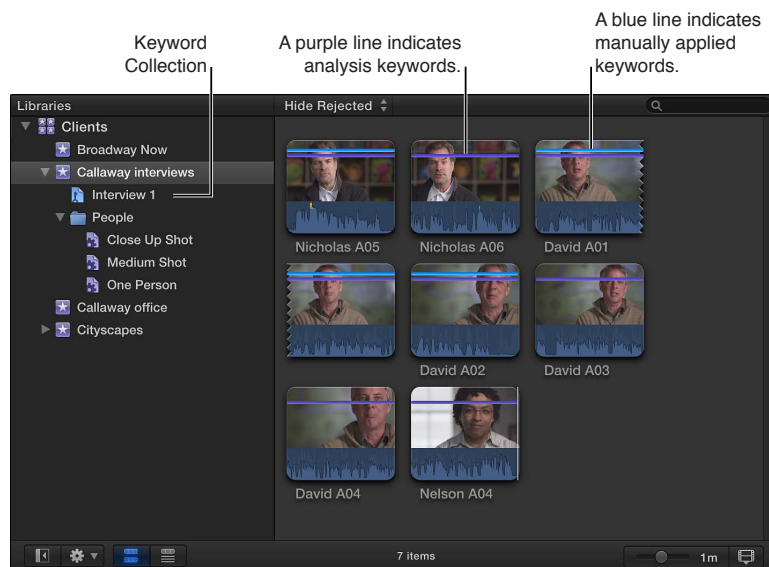 Keyword
Collection
A purple line indicates
analysis keywords.
A blue line indicates
manually applied
keywords.
Libraries
Hide Rejected
Clients
Broadway Now
Callaway interviews
Interview 1
People
Close Up Shot
Medium Shot
One Person
Callaway office
Cityscapes
Nicholas A05
Nicholas A06
David A01
David A02
David A03
David A04
Nelson A04
7 items
1m